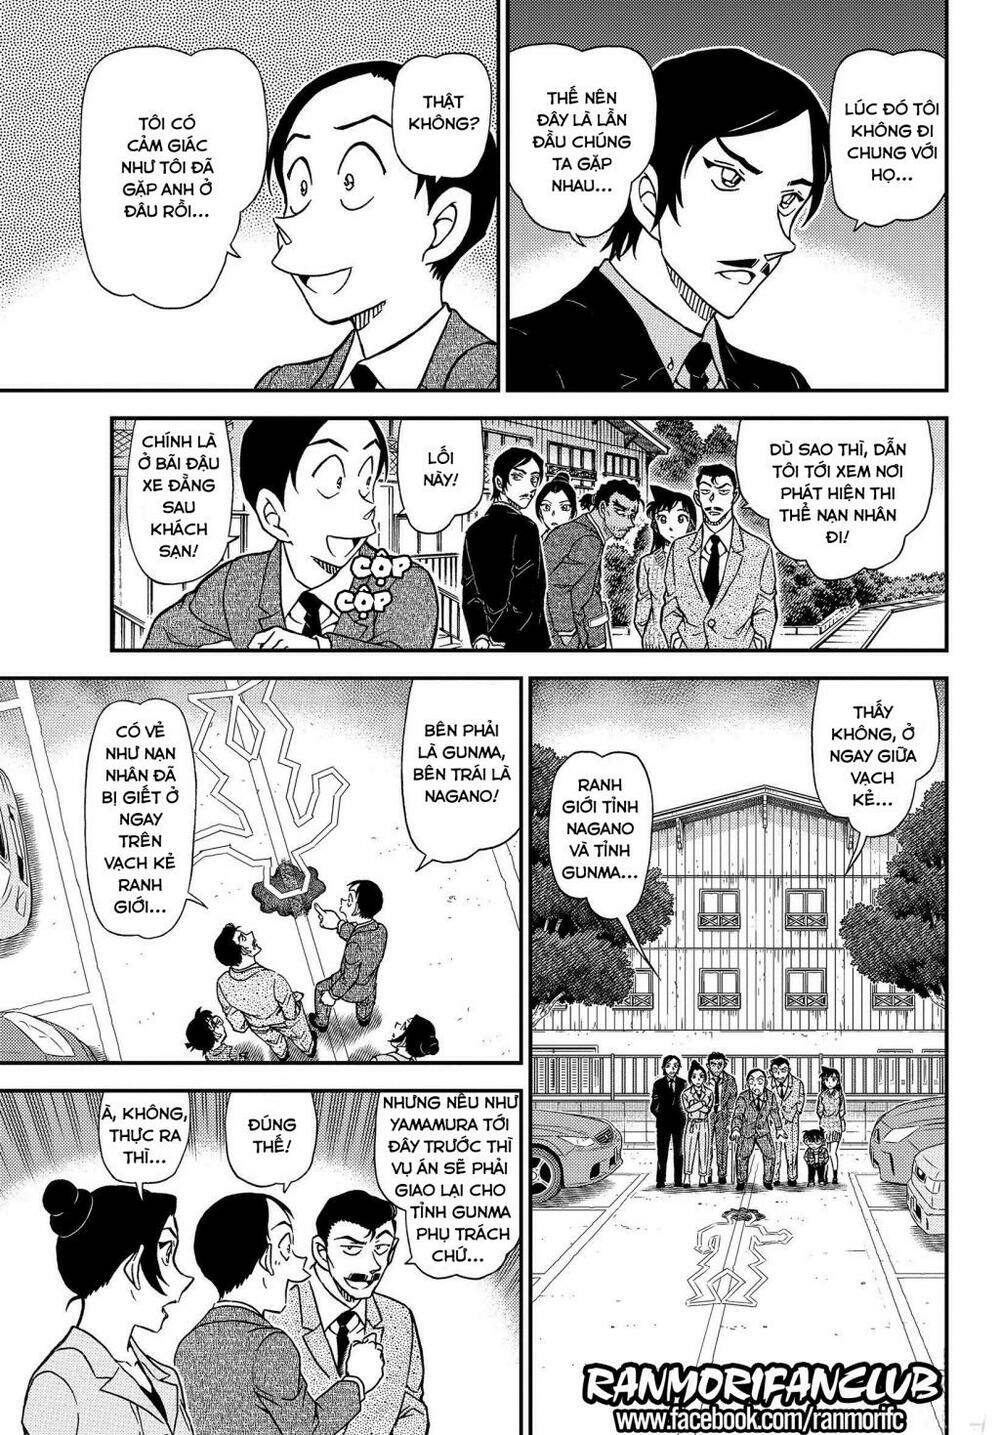 LÚC ĐÓ TÔI
KHÔNG ĐI
CHUNG VỚI
HỌ...
THẾ NÊN
ĐÂY LÀ LẦN
ĐẦU CHÚNG
TA GẶP
NHAU...
THẬT
KHÔNG?
TÔI CÓ
CẢM GIÁC
NHƯ TÔI ĐÃ
GẶP ANH Ở
ĐÂU RỒI...
DÙ SAO THÌ, DẪN
TÔI TỚI XEM NƠI
PHÁT HIỆN THI
THỂ NẠN NHÂN
ĐI!
LỐI
NÀY!
CHÍNH LÀ
Ở BÃI ĐẬU
XE ĐẰNG
SAU
KHÁCH
SẠN!
CỘP
CỘP
THẤY
KHÔNG, Ở
NGAY GIỮA
VẠCH
KẺ...
RANH
GIỚI TỈNH
NAGANO
VÀ TỈNH
GUNMA...
BÊN PHẢI
LÀ GUNMA,
BÊN TRÁI LÀ
NAGANO!
CÓ VẺ
NHƯ NẠN
NHÂN ĐÃ
BỊ GIẾT Ở
NGAY
TRÊN
VẠCH KẺ
RANH
GIỚI...
NHƯNG NÊU NHƯ
YAMAMURA TỚI
ĐÂY TRƯỚC THÌ
VỤ ÁN SẼ PHẢI
GIAO LẠI CHO
TỈNH GUNMA
PHỤ TRÁCH
CHỨ...
ĐÚNG
THẾ!
À, KHÔNG,
THỰC RA
THÌ...
RANMORIFANCLUB
www.facebook.com/ranmorifc